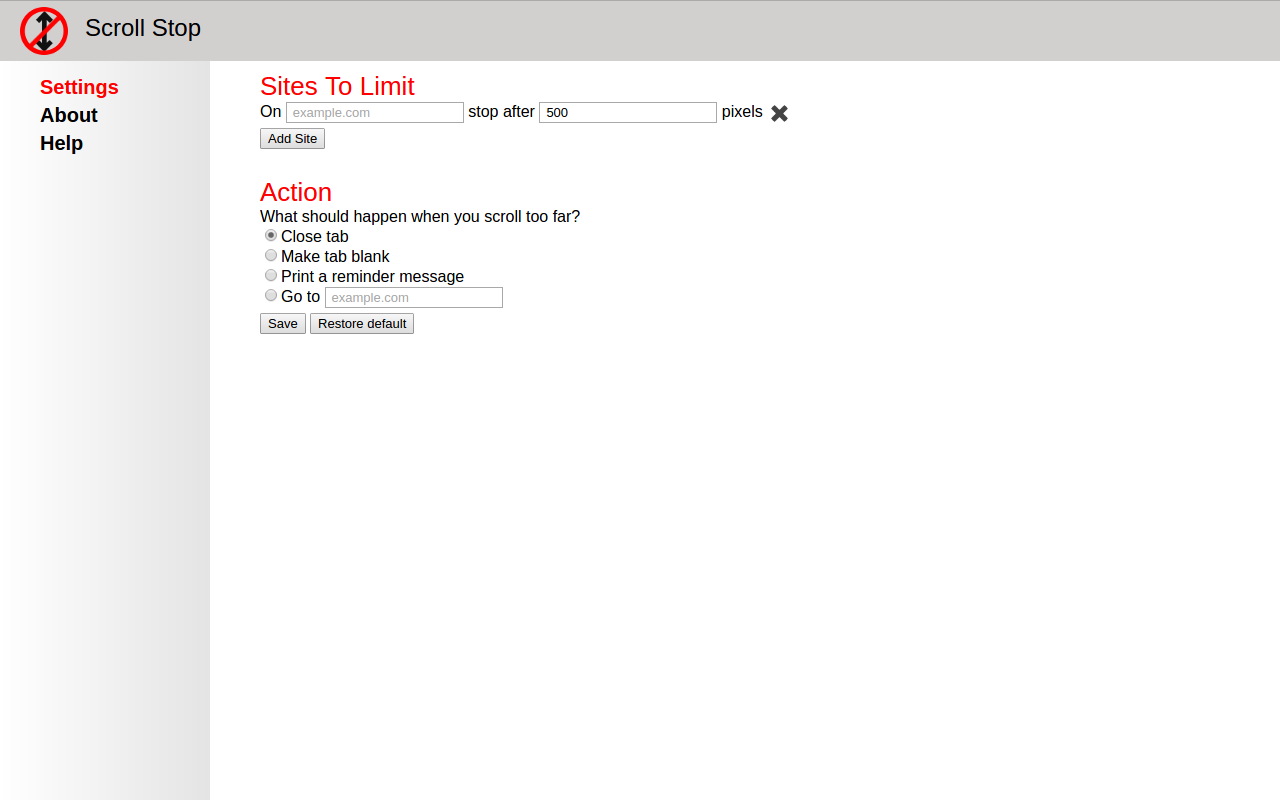 Scroll Stop
Settings
About
Help
Sites To Limit
On example.com stop after 500 pixels
Add Site
Action
What should happen when you scroll too far?
Close tab
Make tab blank
Print a reminder message
Go to example.com
Save Restore default